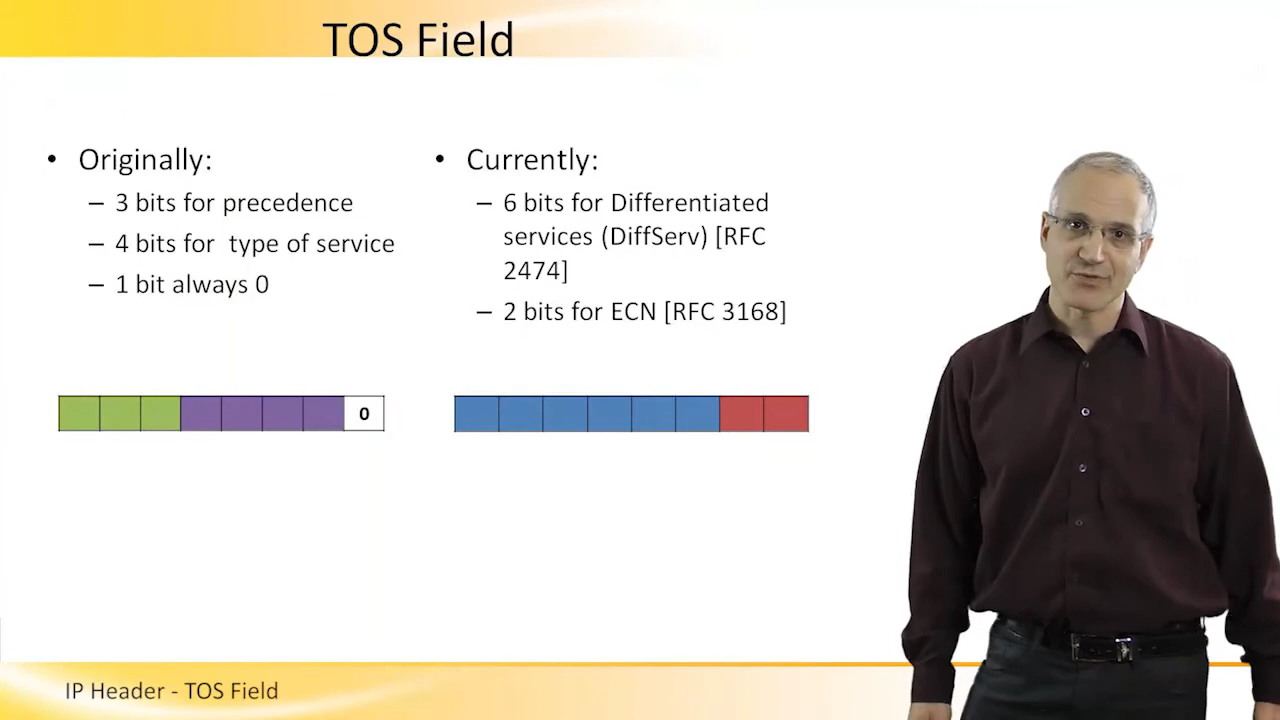 TOS Field
• Originally:
– 3 bits for precedence
– 4 bits for type of service
– 1 bit always 0
• Currently:
– 6 bits for Differentiated
services (DiffServ) [RFC
2474]
– 2 bits for ECN [RFC 3168]
0
IP Header - TOS Field